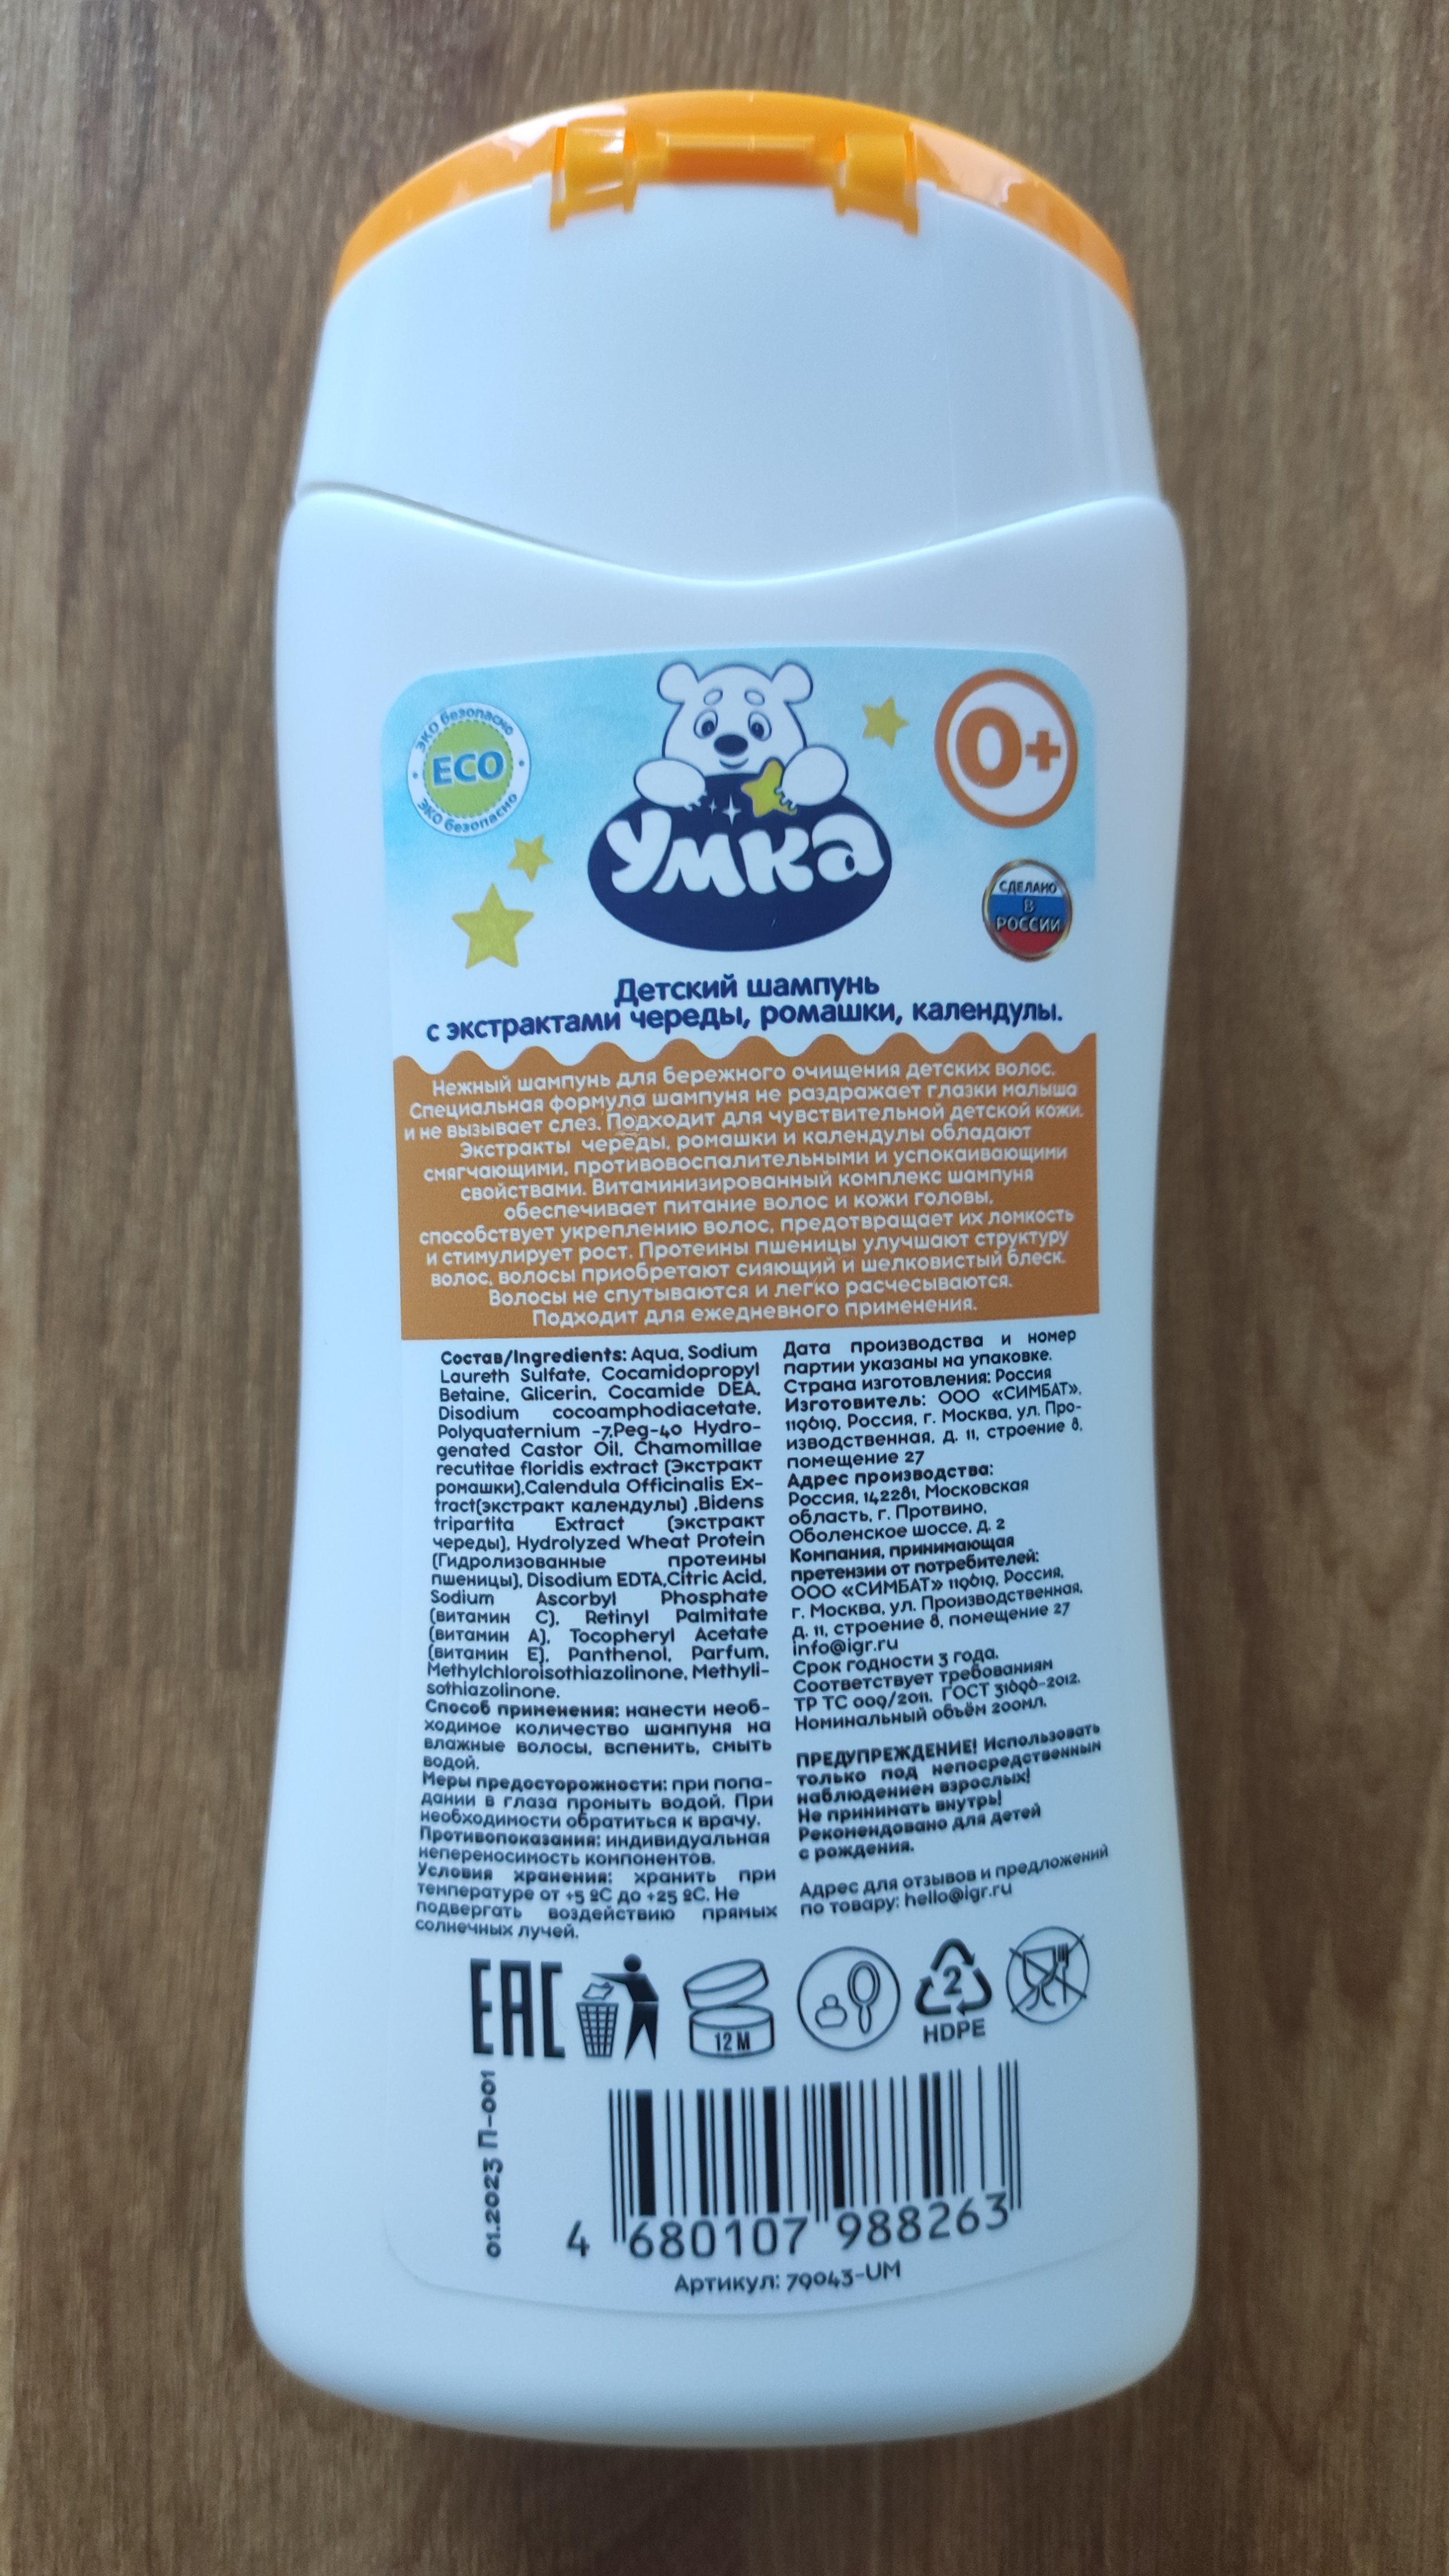 ЭКО безопасно
ECO
ЭКО безопасно
0+
Умка
СДЕЛАНО
В
РОССИИ
Детский шампунь
с экстрактами череды, ромашки, календулы.
Нежный шампунь для бережного очищения детских волос.
Специальная формула шампуня не раздражает глазки малыша
и не вызывает слез. Подходит для чувствительной детской кожи.
Экстракты череды, ромашки и календулы обладают
смягчающими, противовоспалительными и успокаивающими
свойствами. Витаминизированный комплекс шампуня
обеспечивает питание волос и кожи головы,
способствует укреплению волос, предотвращает их ломкость
и стимулирует рост. Протеины пшеницы улучшают структуру
волос, волосы приобретают сияющий и шелковистый блеск.
Волосы не спутываются и легко расчесываются.
Подходит для ежедневного применения.
Состав/Ingredients: Aqua, Sodium
Laureth Sulfate, Cocamidopropyl
Betaine, Glicerin, Cocamide DEA,
Disodium cocoamphodiacetate,
Polyquaternium -7,Peg-40 Hydro-
genated Castor Oil, Chamomillae
recutitae floridis extract (Экстракт
ромашки),Calendula Officinalis Ex-
tract(экстракт календулы) ,Bidens
tripartita Extract (экстракт
череды), Hydrolyzed Wheat Protein
(Гидролизованные протеины
пшеницы), Disodium EDTA,Citric Acid,
Sodium Ascorbyl Phosphate
(витамин C), Retinyl Palmitate
(витамин A), Tocopheryl Acetate
(витамин E), Panthenol, Parfum,
Methylchloroisothiazolinone, Methyli-
sothiazolinone.
Способ применения: нанести необ-
ходимое количество шампуня на
влажные волосы, вспенить, смыть
водой.
Меры предосторожности: при попа-
дании в глаза промыть водой. При
необходимости обратиться к врачу.
Противопоказания: индивидуальная
непереносимость компонентов.
Условия хранения: хранить при
температуре от +5 ºC до +25 ºC. Не
подвергать воздействию прямых
солнечных лучей.
Дата производства и номер
партии указаны на упаковке.
Страна изготовления: Россия
Изготовитель: ООО «СИМБАТ»,
119619, Россия, г. Москва, ул. Про-
изводственная, д. 11, строение 8,
помещение 27
Адрес производства:
Россия, 142281, Московская
область, г. Протвино,
Оболенское шоссе, д. 2
Компания, принимающая
претензии от потребителей:
ООО «СИМБАТ» 119619, Россия,
г. Москва, ул. Производственная,
д. 11, строение 8, помещение 27
info@igr.ru
Срок годности 3 года.
Соответствует требованиям
ТР ТС 009/2011. ГОСТ 31696-2012.
Номинальный объём 200мл.
ПРЕДУПРЕЖДЕНИЕ! Использовать
только под непосредственным
наблюдением взрослых!
Не принимать внутрь!
Рекомендовано для детей
с рождения.
Адрес для отзывов и предложений
по товару: hello@igr.ru
EAC
12 M
2
HDPE
01.2023 П-001
4 680107 988263
Артикул: 79043-UM